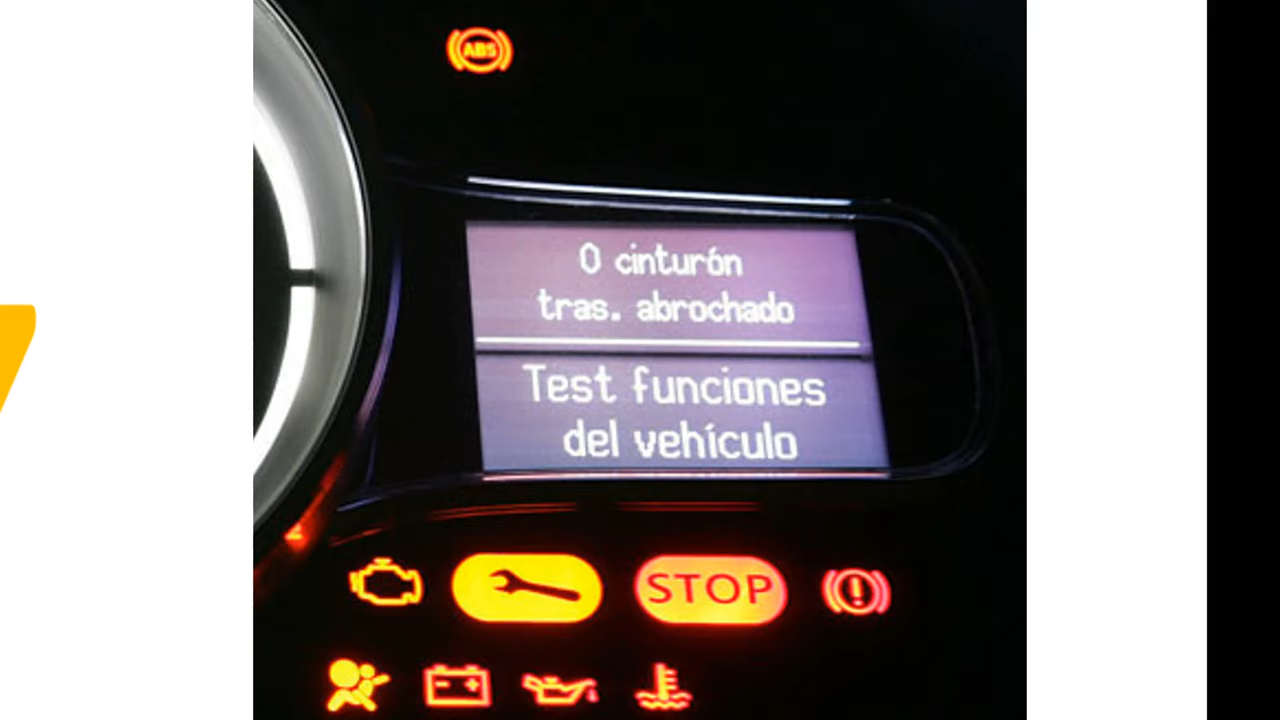 ABS
0 cinturón
tras. abrochado
Test funciones
del vehículo
STOP